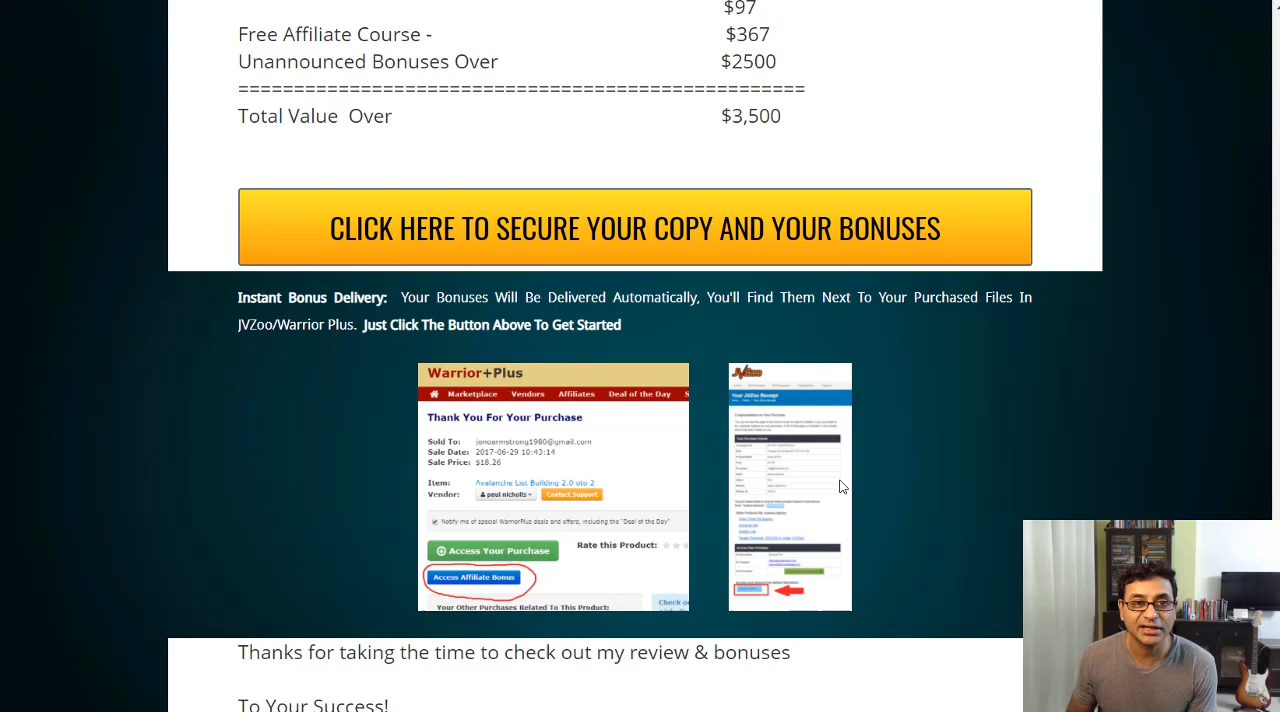 $97
Free Affiliate Course - $367
Unannounced Bonuses Over $2500
====================================================
Total Value Over $3,500
CLICK HERE TO SECURE YOUR COPY AND YOUR BONUSES
Instant Bonus Delivery: Your Bonuses Will Be Delivered Automatically, You'll Find Them Next To Your Purchased Files In
JVZoo/Warrior Plus. Just Click The Button Above To Get Started
Warrior+Plus
Marketplace Vendors Affiliates Deal of the Day S
Thank You For Your Purchase
Sold To: jonoarmstrong1980@gmail.com
Sale Date: 2017-06-29 10:43:14
Sale Price: $18.26
Item: Avalanche List Building 2.0 oto 2
Vendor: paul nicholls Contact Support
Notify me of special WarriorPlus deals and offers, including the "Deal of the Day"
Access Your Purchase Rate this Product:
Access Affiliate Bonus
Your Other Purchases Related To This Product:
Check ou
JVZoo
Your JVZoo Receipt
Thanks for taking the time to check out my review & bonuses
To Your Success!